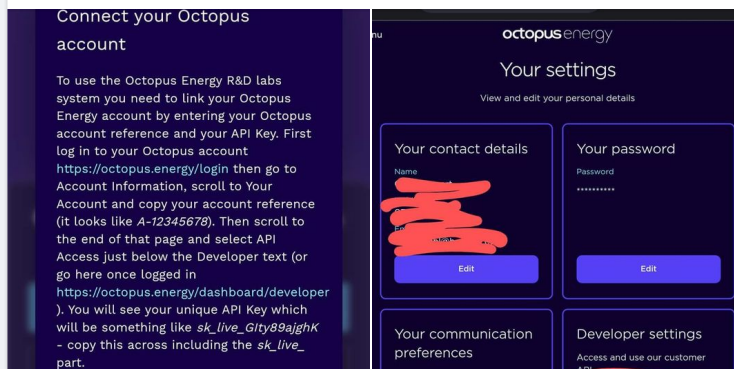 Connect your Octopus
account
To use the Octopus Energy R&D labs
system you need to link your Octopus
Energy account by entering your Octopus
account reference and your API Key. First
log in to your Octopus account
https://octopus.energy/login then go to
Account Information, scroll to Your
Account and copy your account reference
(it looks like A-12345678). Then scroll to
the end of that page and select API
Access just below the Developer text (or
go here once logged in
https://octopus.energy/dashboard/developer
). You will see your unique API Key which
will be something like sk_live_GIty89ajghK
- copy this across including the sk_live_
part.
nu
octopusenergy
Your settings
View and edit your personal details
Your contact details
Name
Edit
Your password
Password
••••••••••
Edit
Your communication
preferences
Developer settings
Access and use our customer